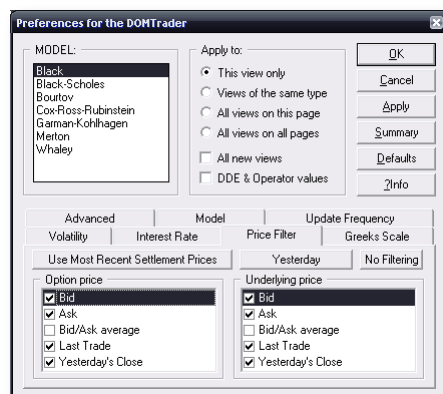 Preferences for the DOMTrader
MODEL:
Black
Black-Scholes
Bourtov
Cox-Ross-Rubinstein
Garman-Kohlhagen
Merton
Whaley
Apply to:
This view only
Views of the same type
All views on this page
All views on all pages
All new views
DDE & Operator values
OK
Cancel
Apply
Summary
Defaults
?Info
Advanced Model Update Frequency
Volatility Interest Rate Price Filter Greeks Scale
Use Most Recent Settlement Prices Yesterday No Filtering
Option price
Bid
Ask
Bid/Ask average
Last Trade
Yesterday's Close
Underlying price
Bid
Ask
Bid/Ask average
Last Trade
Yesterday's Close